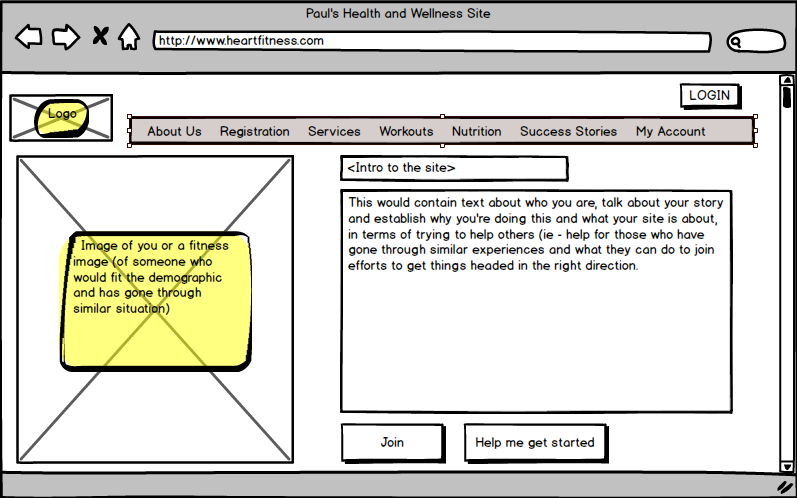 Paul's Health and Wellness Site
http://www.heartfitness.com
LOGIN
Logo
About Us Registration Services Workouts Nutrition Success Stories My Account
<Intro to the site>
This would contain text about who you are, talk about your story
and establish why you're doing this and what your site is about,
in terms of trying to help others (ie - help for those who have
gone through similar experiences and what they can do to join
efforts to get things headed in the right direction.
Image of you or a fitness
image (of someone who
would fit the demographic
and has gone through
similar situation)
Join
Help me get started